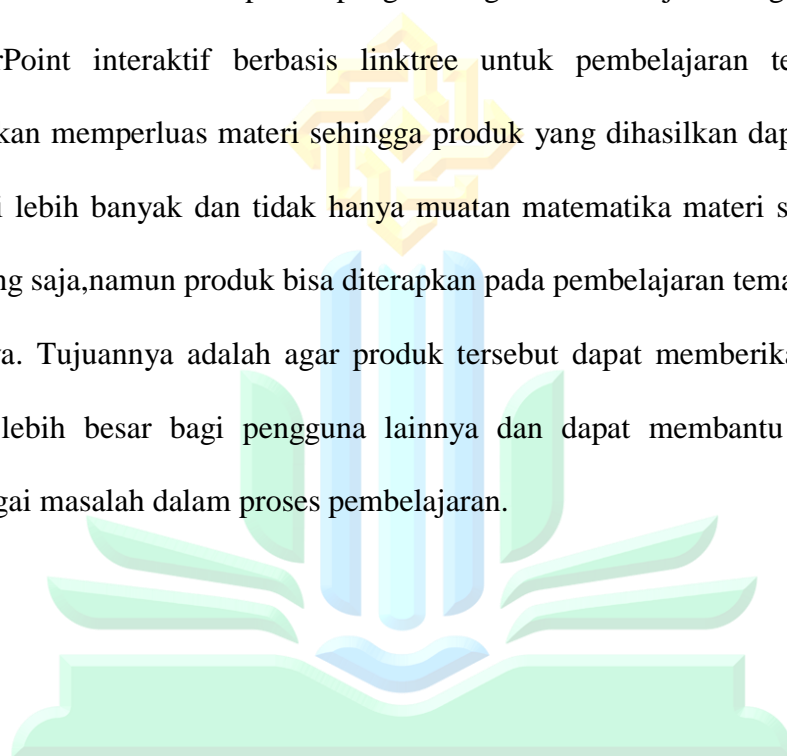 rPoint interaktif berbasis linktree untuk pembelajaran te
kan memperluas materi sehingga produk yang dihasilkan dap
i lebih banyak dan tidak hanya muatan matematika materi s
ng saja,namun produk bisa diterapkan pada pembelajaran tema
a. Tujuannya adalah agar produk tersebut dapat memberika
lebih besar bagi pengguna lainnya dan dapat membantu
gai masalah dalam proses pembelajaran.